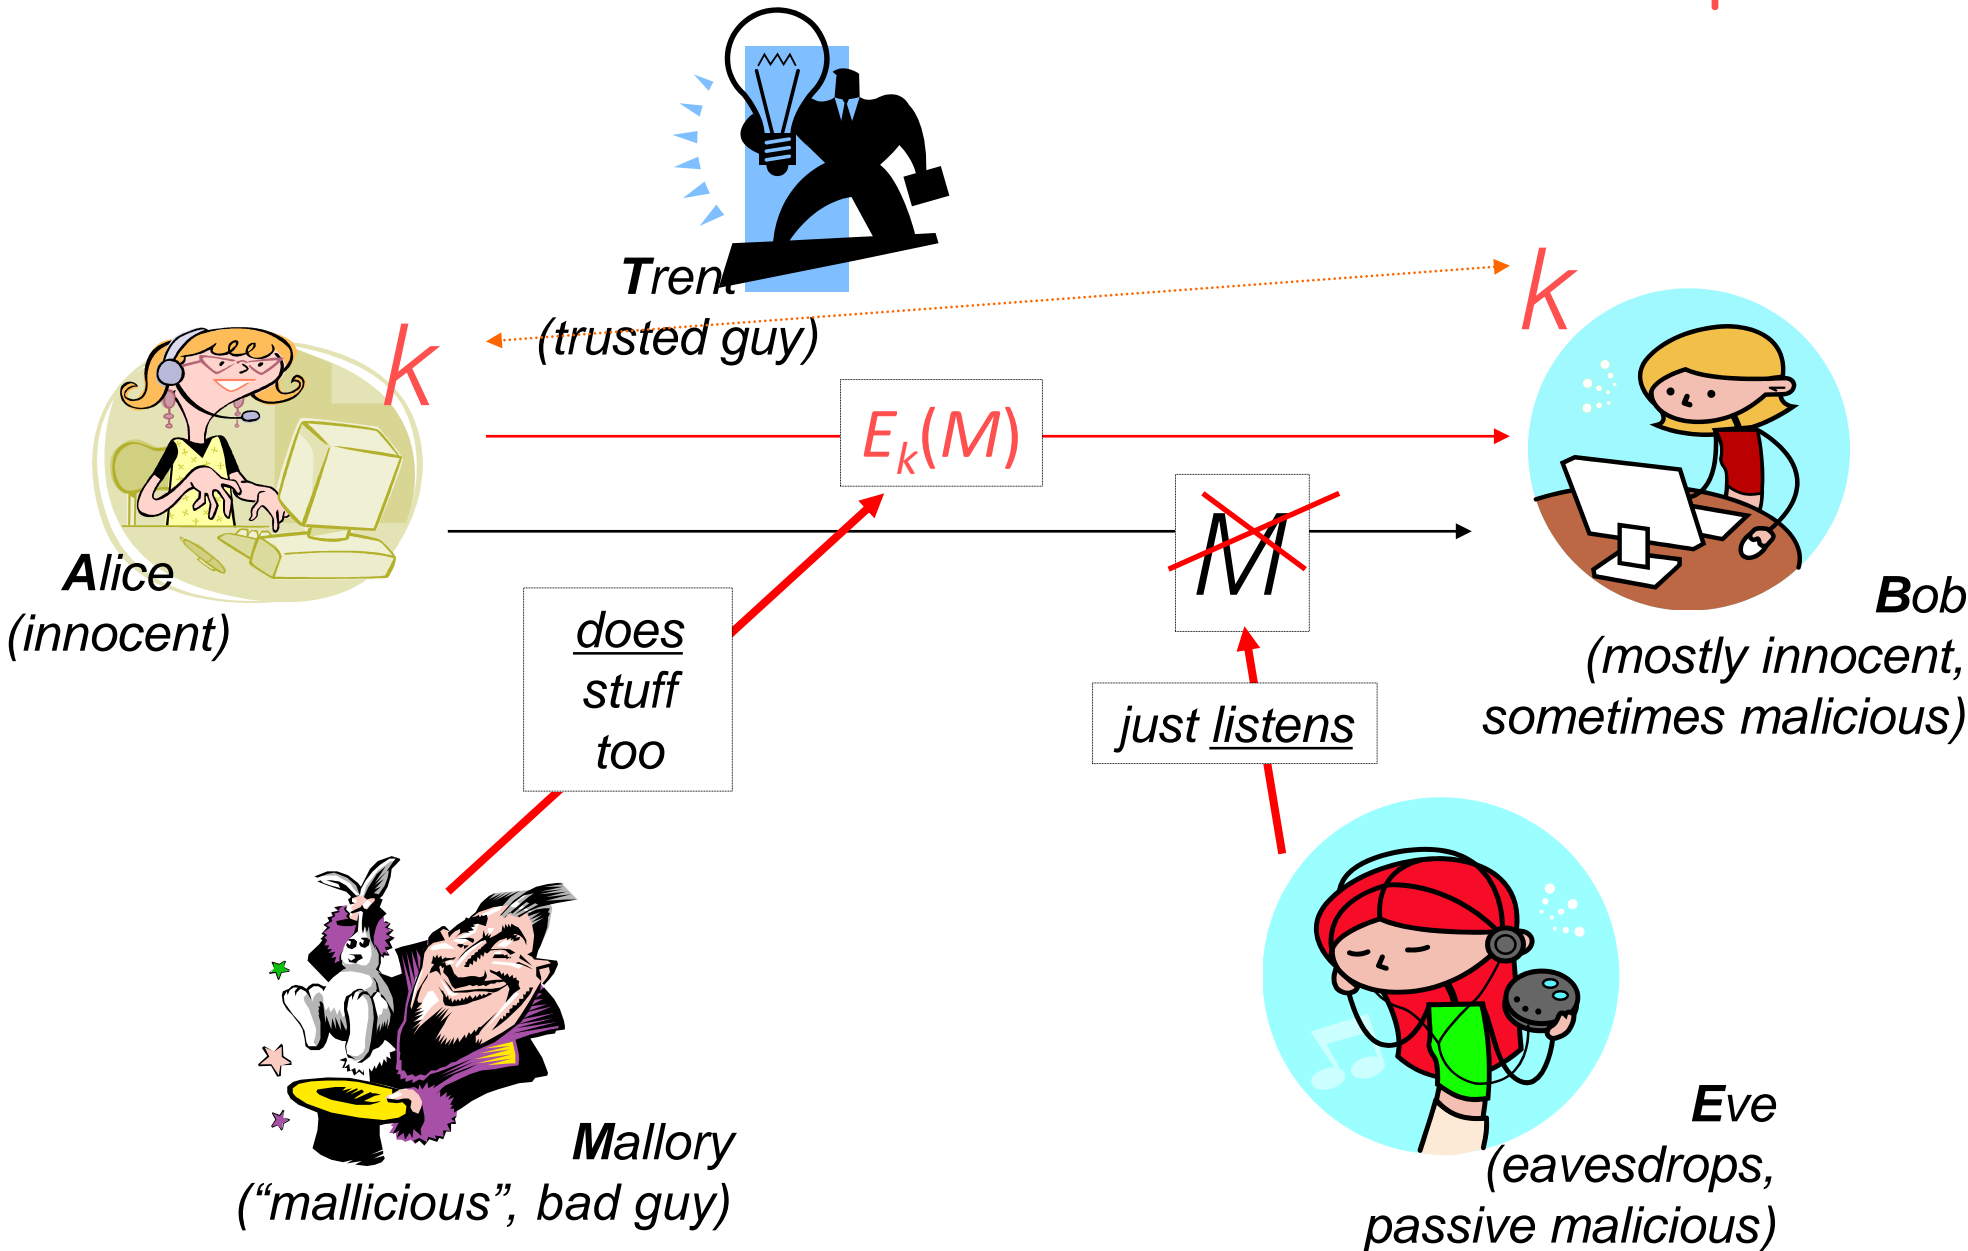 Trent
(trusted guy)
k
k
E_k(M)
M
Alice
(innocent)
Bob
(mostly innocent,
sometimes malicious)
does
stuff
too
just listens
Mallory
(“mallicious”, bad guy)
Eve
(eavesdrops,
passive malicious)